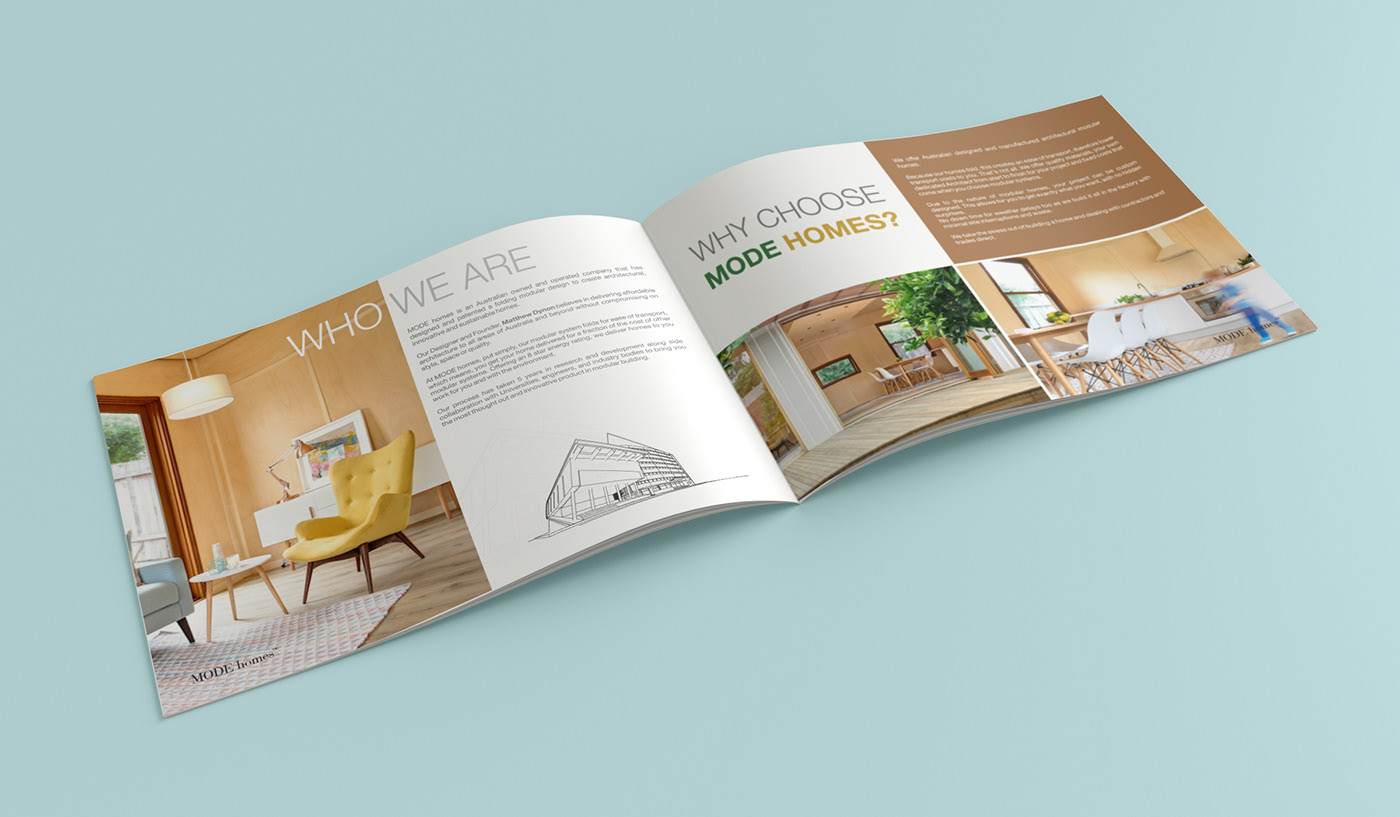 WHO WE ARE
MODE homes is an Australian owned and operated company that has
designed and patented a folding modular design to create architectural,
innovative and sustainable homes.
Our Designer and Founder, Matthew Dynon believes in delivering affordable
architecture to all areas of Australia and beyond without compromising on
style, space or quality.
At MODE homes, put simply, our modular system folds for ease of transport,
which means, you get your home delivered for a friction of the cost of other
modular systems. Offering an 8 star energy rating, we deliver homes to you
work for you and with the environment.
Our process has taken 5 years in research and development along side
collaboration with Universities, engineers, and industry bodies to bring you
the most thought out and innovative product in modular building.
MODE homes™
WHY CHOOSE
MODE HOMES?
We offer Australian designed and manufactured architectural modular
homes.
Because our homes fold, this creates an ease of transport, therefore lower
transport costs to you. That's not all. We offer quality materials, your own
dedicated Architect from start to finish for your project and fixed costs that
come when you choose modular systems.
Due to the nature of modular homes, your project can be custom
designed. This allows for you to get exactly what you want, with no hidden
surprises.
No down time for weather delays too as we build it all in the factory with
minimal site interruptions and waste.
We take the stress out of building a home and dealing with contractors and
trades direct.
MODE homes